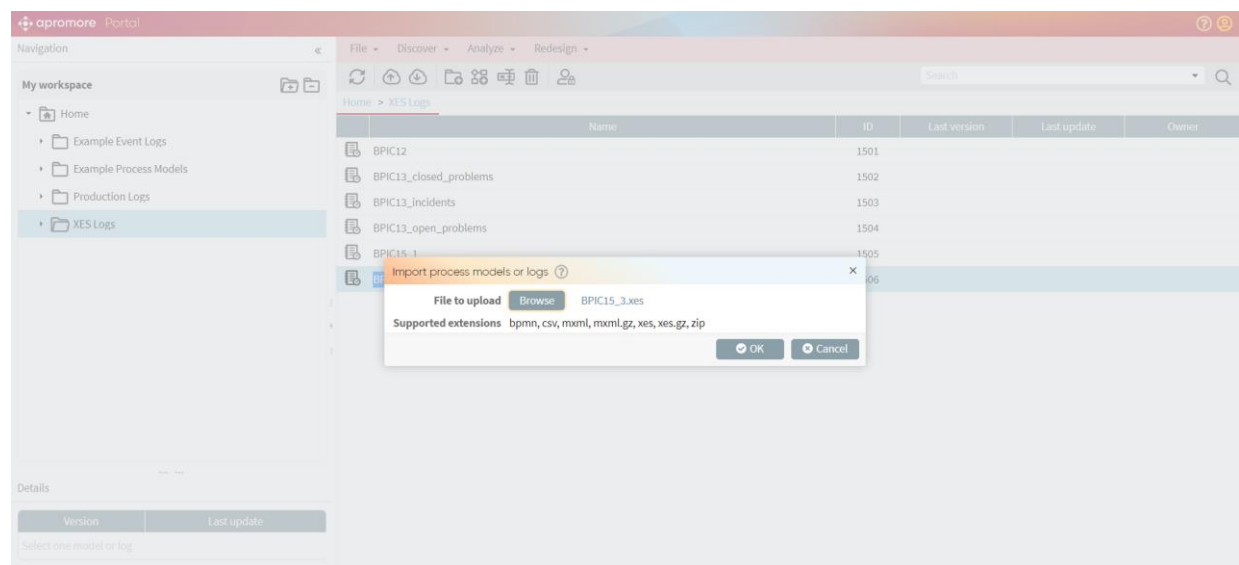 apromore Portal
Navigation
My workspace
Home
Example Event Logs
Example Process Models
Production Logs
XES Logs
File Discover Analyze Redesign
Search
Home > XES Logs
Name ID Last version Last update Owner
BPIC12 1501
BPIC13_closed_problems 1502
BPIC13_incidents 1503
BPIC13_open_problems 1504
BPIC15_1 1505
Import process models or logs
File to upload Browse BPIC15_3.xes
Supported extensions bpmn, csv, mxml, mxml.gz, xes, xes.gz, zip
OK Cancel
Details
Version Last update
Select one model or log